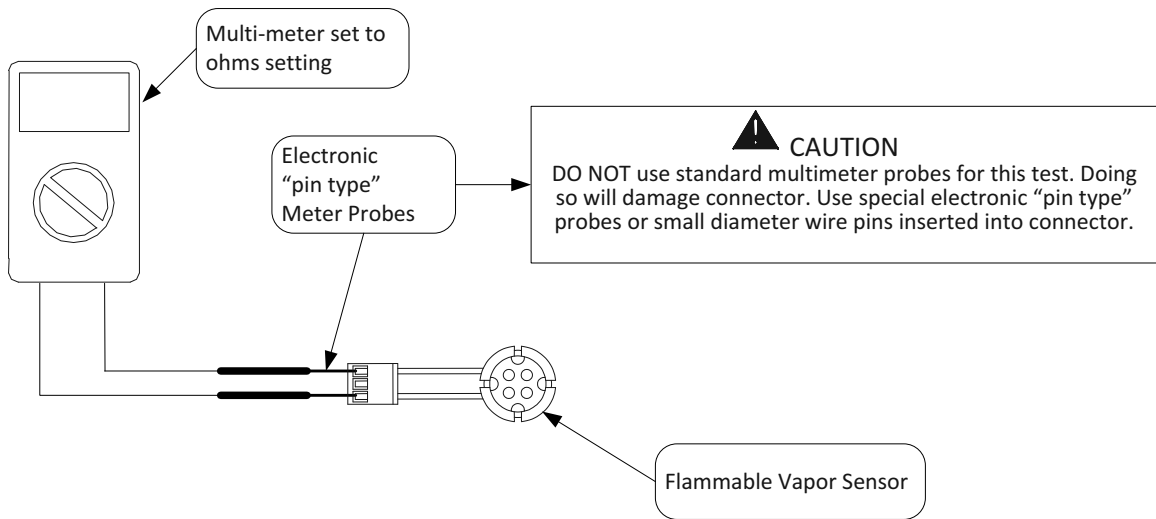 Multi-meter set to
ohms setting
Electronic
“pin type”
Meter Probes
CAUTION
DO NOT use standard multimeter probes for this test. Doing
so will damage connector. Use special electronic “pin type”
probes or small diameter wire pins inserted into connector.
Flammable Vapor Sensor